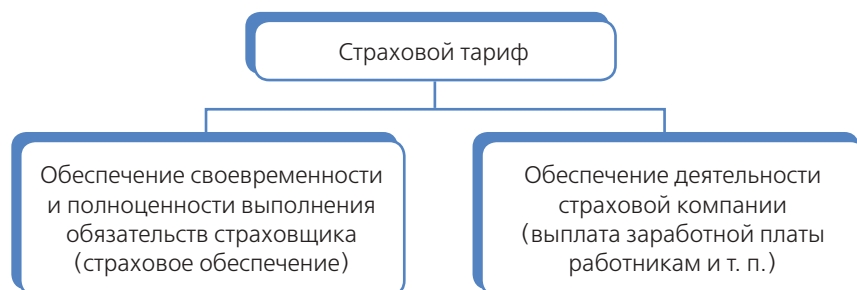 Страховой тариф
Обеспечение своевременности
и полноценности выполнения
обязательств страховщика
(страховое обеспечение)
Обеспечение деятельности
страховой компании
(выплата заработной платы
работникам и т. п.)